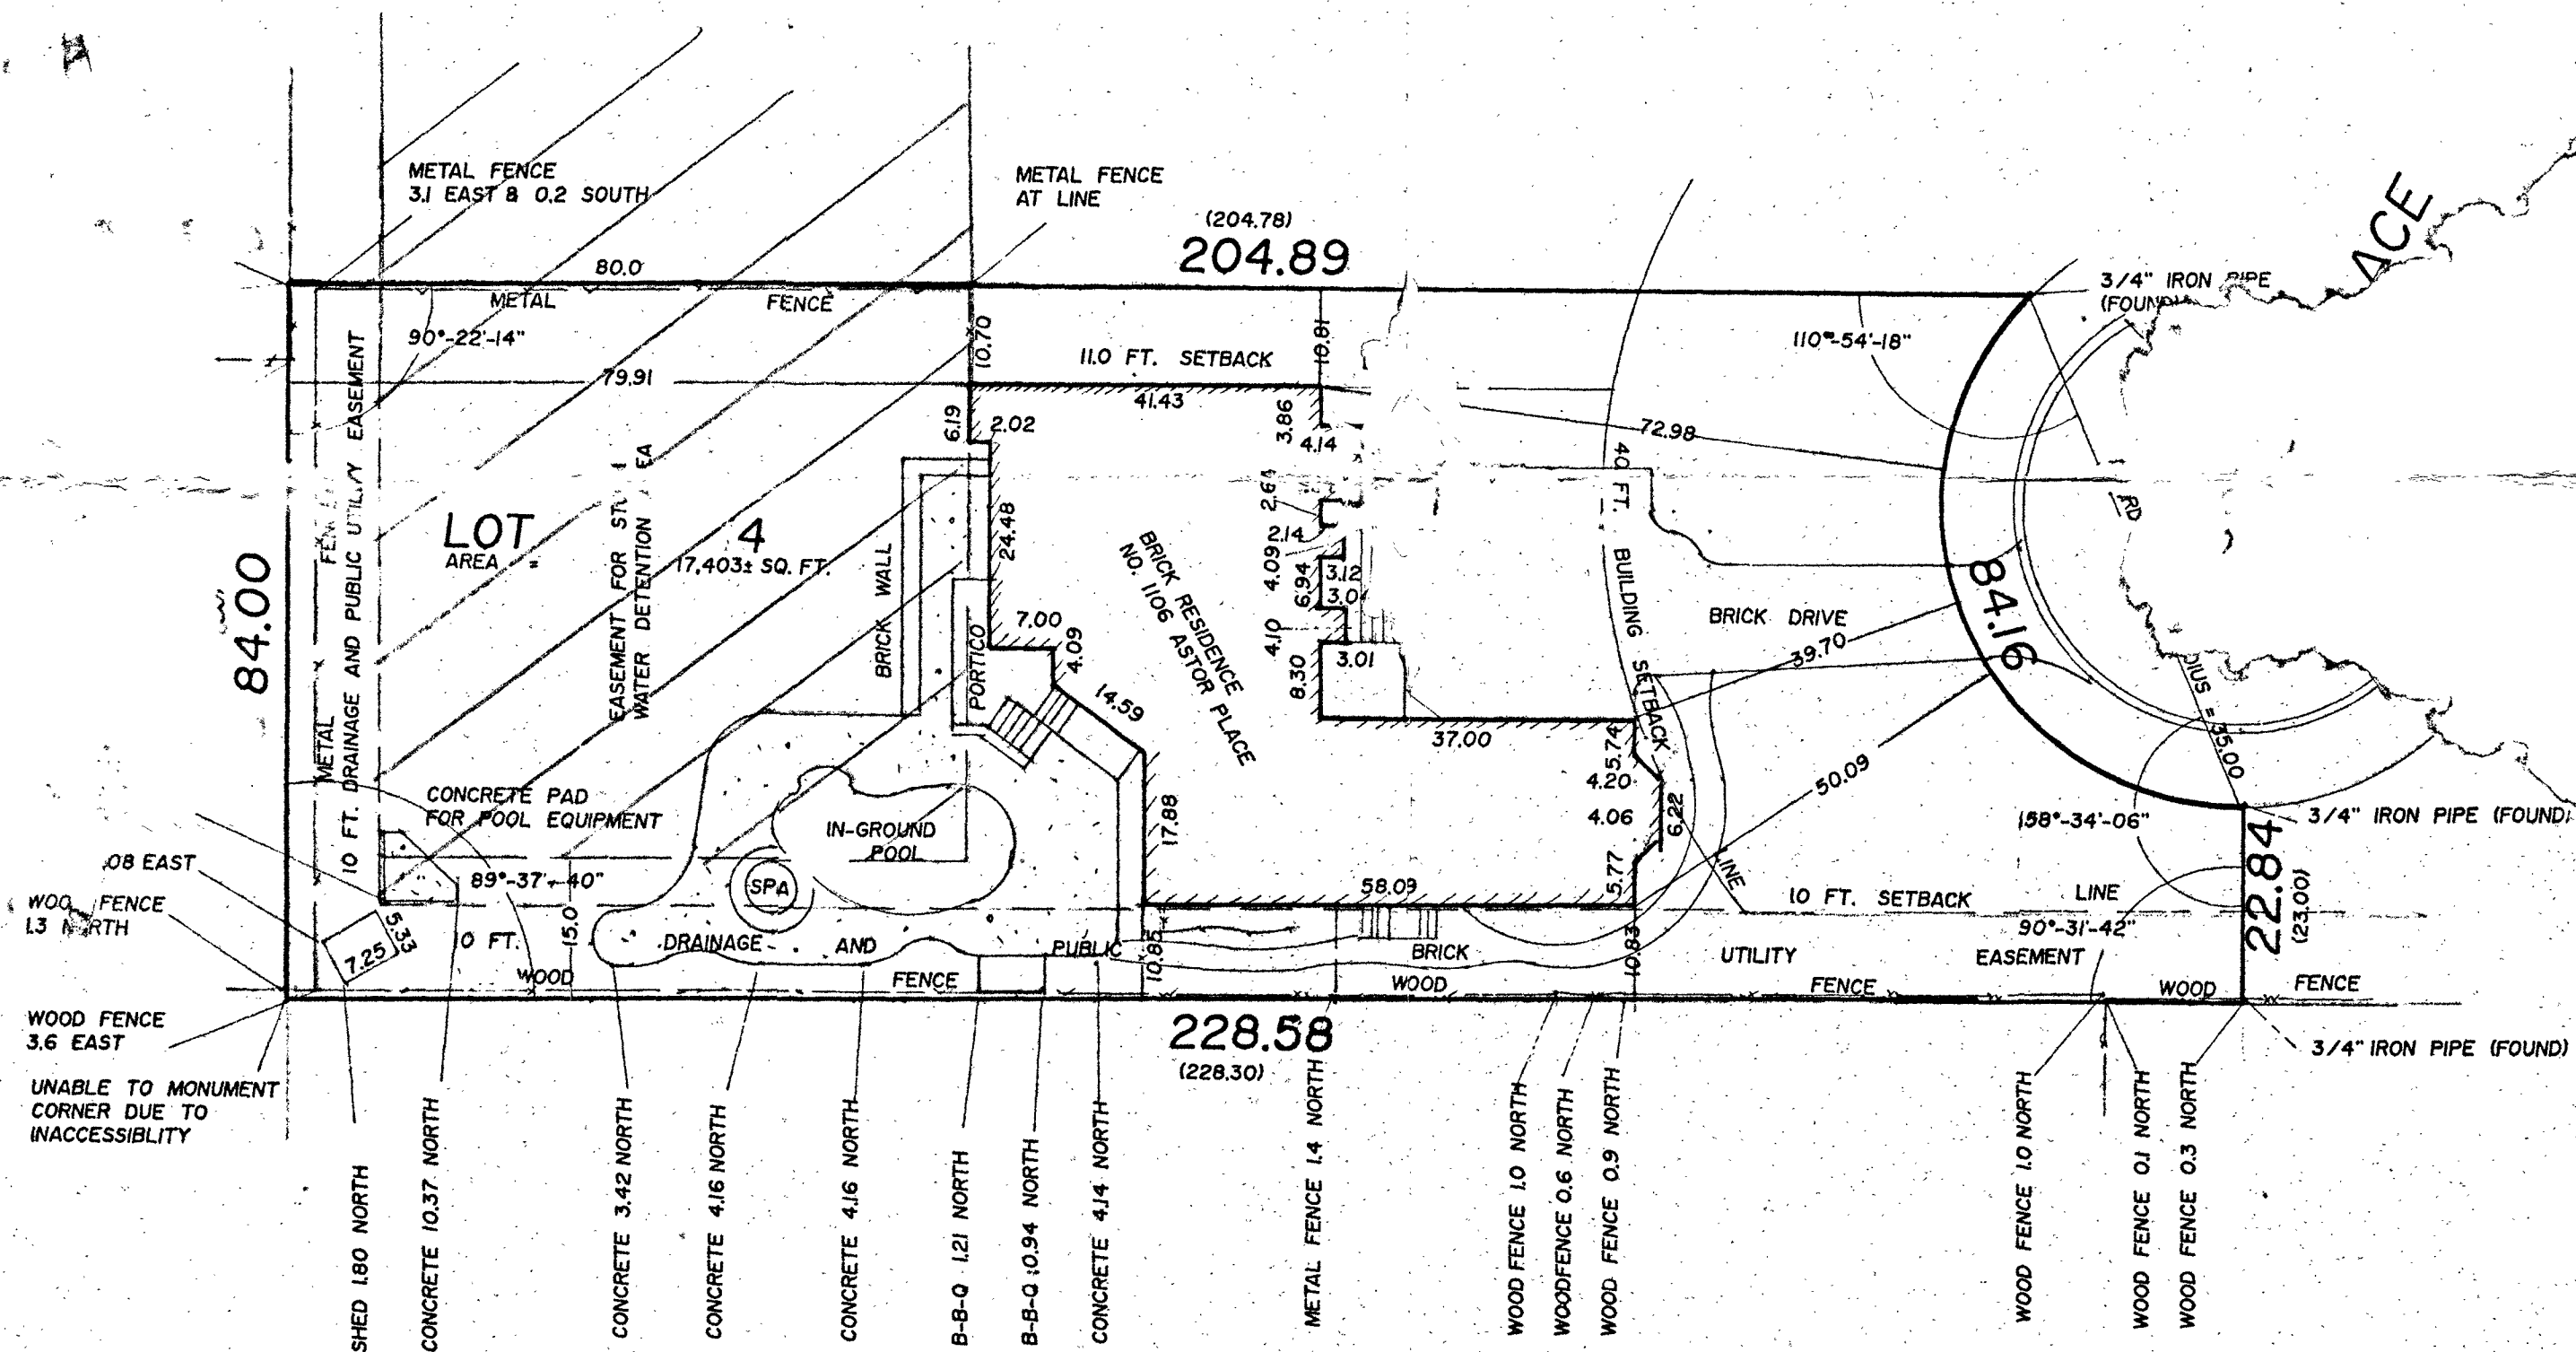 METAL FENCE
3.1 EAST & 0.2 SOUTH
METAL FENCE
AT LINE
(204.78)
204.89
ACE
80.0
METAL
FENCE
3/4" IRON PIPE
90°-22'-14"
10.70
11.0 FT. SETBACK
10.81
110°-54'-18"
79.91
41.43
6.19
2.02
3.86
4.14
72.98
10 FT. DRAINAGE AND PUBLIC UTILITY EASEMENT
METAL
LOT 4
AREA = 17,403± SQ. FT.
EASEMENT FOR
WATER DETENTION
BRICK WALL
24.48
PORTICO
7.00
4.09
14.59
BRICK RESIDENCE
NO. 1106 ASTOR PLACE
2.14
4.09
6.94
3.12
4.10
3.01
8.30
37.00
40 FT. BUILDING SETBACK
LINE
BRICK DRIVE
39.70
84.16
RD
84.00
= 35.00
50.09
5.74
4.20
4.06
6.22
5.77
CONCRETE PAD
FOR POOL EQUIPMENT
IN-GROUND
POOL
SPA
17.88
158°-34'-06"
3/4" IRON PIPE (FOUND)
.08 EAST
89°-37'-40"
58.09
10 FT. SETBACK LINE
22.84
(23.00)
FENCE
1.3
5.33
7.25
15.0
FT. DRAINAGE AND PUBLIC
BRICK
UTILITY
EASEMENT
90°-31'-42"
10.85
10.83
WOOD
FENCE
WOOD
FENCE
WOOD
FENCE
WOOD FENCE
3.6 EAST
228.58
(228.30)
3/4" IRON PIPE (FOUND)
UNABLE TO MONUMENT
CORNER DUE TO
INACCESSIBLITY
SHED 1.80 NORTH
CONCRETE 10.37 NORTH
CONCRETE 3.42 NORTH
CONCRETE 4.16 NORTH
CONCRETE 4.16 NORTH
B-B-Q 1.21 NORTH
B-B-Q 0.94 NORTH
CONCRETE 4.14 NORTH
METAL FENCE 1.4 NORTH
WOOD FENCE 1.0 NORTH
WOODFENCE 0.6 NORTH
WOOD FENCE 0.9 NORTH
WOOD FENCE 1.0 NORTH
WOOD FENCE 0.1 NORTH
WOOD FENCE 0.3 NORTH